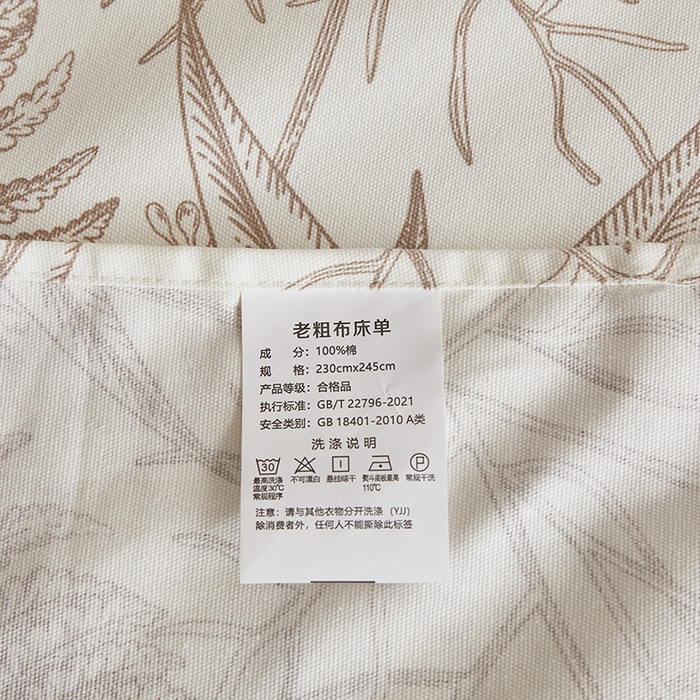 老粗布床单
成 分：100%棉
规 格：230cmx245cm
产品等级：合格品
执行标准：GB/T 22796-2021
安全类别：GB 18401-2010 A类
洗涤说明
30 P
最高洗涤温度30℃常规程序 不可漂白 悬挂晾干 熨斗底板最高110℃ 常规干洗
注意：请与其他衣物分开洗涤 (YJJ)
除消费者外，任何人不能撕除此标签